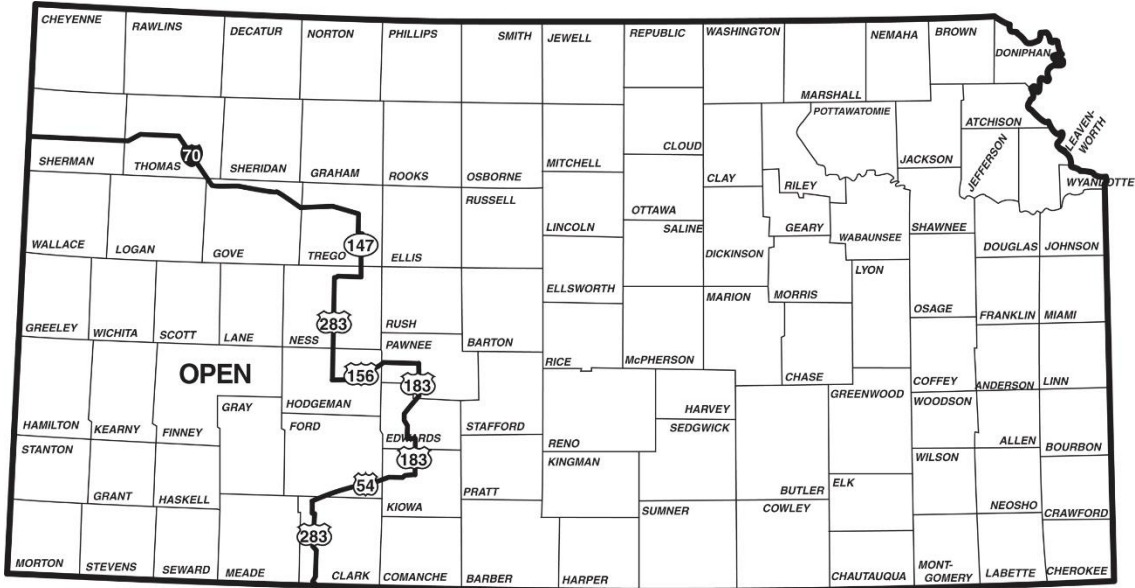 CHEYENNE
RAWLINS
DECATUR
NORTON
PHILLIPS
SMITH
JEWELL
REPUBLIC
WASHINGTON
MARSHALL
NEMAHA
BROWN
DONIPHAN
SHERMAN
THOMAS
70
SHERIDAN
GRAHAM
ROOKS
OSBORNE
MITCHELL
CLOUD
CLAY
RILEY
POTTAWATOMIE
JACKSON
ATCHISON
JEFFERSON
LEAVEN-
WORTH
WYANDOTTE
WALLACE
LOGAN
GOVE
TREGO
147
ELLIS
RUSSELL
LINCOLN
OTTAWA
SALINE
DICKINSON
GEARY
WABAUNSEE
SHAWNEE
DOUGLAS
JOHNSON
GREELEY
WICHITA
SCOTT
LANE
NESS
283
RUSH
BARTON
ELLSWORTH
RICE
McPHERSON
MARION
MORRIS
CHASE
LYON
OSAGE
FRANKLIN
MIAMI
HAMILTON
KEARNY
FINNEY
OPEN
GRAY
HODGEMAN
156
PAWNEE
183
FORD
EDWARDS
183
STAFFORD
RENO
HARVEY
SEDGWICK
BUTLER
GREENWOOD
COFFEY
WOODSON
ANDERSON
LINN
ALLEN
BOURBON
STANTON
GRANT
HASKELL
54
KIOWA
PRATT
KINGMAN
SUMNER
COWLEY
ELK
WILSON
NEOSHO
CRAWFORD
MORTON
STEVENS
SEWARD
MEADE
283
CLARK
COMANCHE
BARBER
HARPER
CHAUTAUQUA
MONT-
GOMERY
LABETTE
CHEROKEE